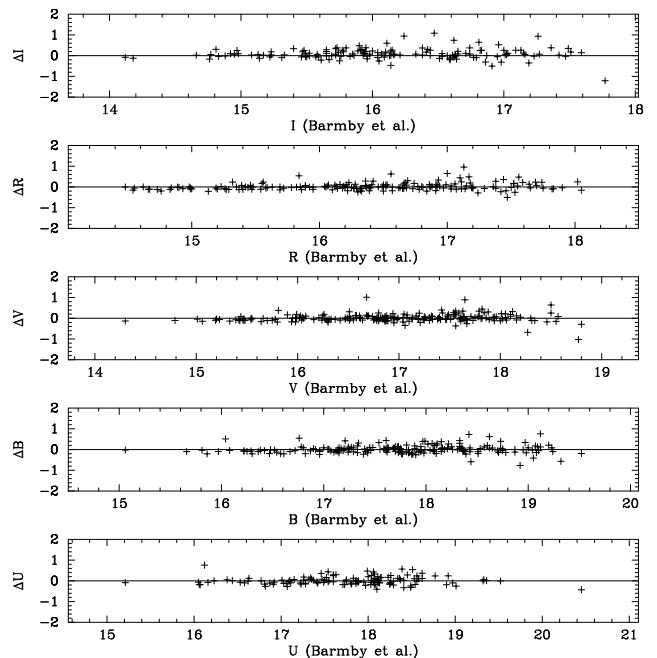 2
1
0
−1
−2
ΔI
14 15 16 17 18
I (Barmby et al.)
2
1
0
−1
−2
ΔR
15 16 17 18
R (Barmby et al.)
2
1
0
−1
−2
ΔV
14 15 16 17 18 19
V (Barmby et al.)
2
1
0
−1
−2
ΔB
15 16 17 18 19 20
B (Barmby et al.)
2
1
0
−1
−2
ΔU
15 16 17 18 19 20 21
U (Barmby et al.)